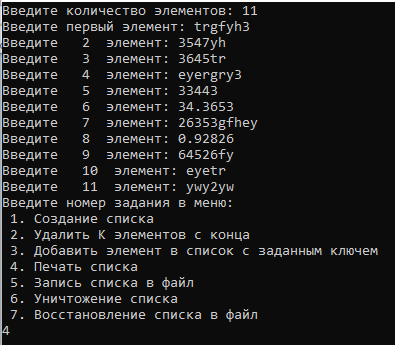 Введите количество элементов: 11
Введите первый элемент: trgfyh3
Введите   2  элемент: 3547yh
Введите   3  элемент: 3645tr
Введите   4  элемент: eyergry3
Введите   5  элемент: 33443
Введите   6  элемент: 34.3653
Введите   7  элемент: 26353gfhey
Введите   8  элемент: 0.92826
Введите   9  элемент: 64526fy
Введите   10  элемент: eyetr
Введите   11  элемент: ywy2yw
Введите номер задания в меню:
 1. Создание списка
 2. Удалить К элементов с конца
 3. Добавить элемент в список с заданным ключем
 4. Печать списка
 5. Запись списка в файл
 6. Уничтожение списка
 7. Восстановление списка в файл
4